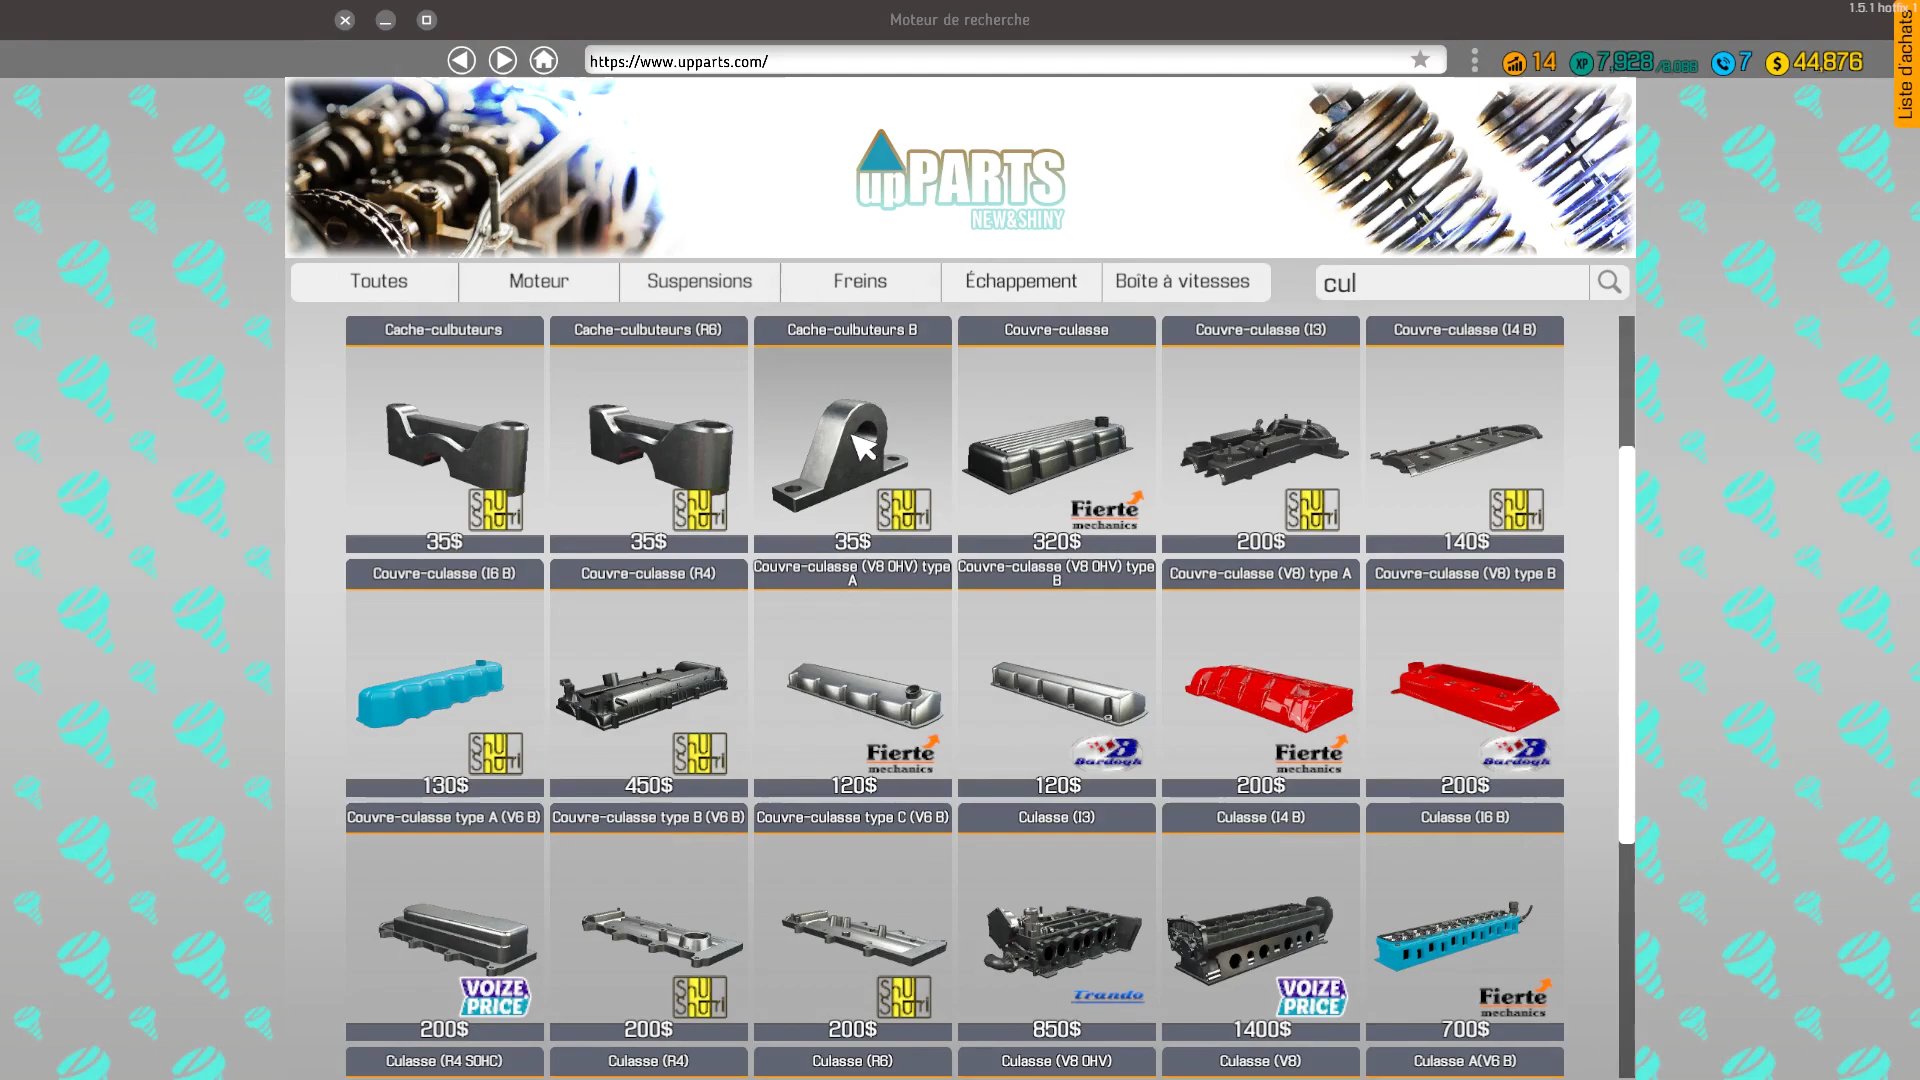 Moteur de recherche
1.5.1 hotfix 1
https://www.upparts.com/
14
XP 7,928/8,088
7
$ 44,876
Liste d'achats
upPARTS
NEW&SHINY
Toutes
Moteur
Suspensions
Freins
Échappement
Boîte à vitesses
cul
Cache-culbuteurs
Cache-culbuteurs (R6)
Cache-culbuteurs B
Couvre-culasse
Couvre-culasse (I3)
Couvre-culasse (I4 B)
Fierte
mechanics
35$
35$
35$
320$
200$
140$
Couvre-culasse (I6 B)
Couvre-culasse (R4)
Couvre-culasse (V8 OHV) type
A
Couvre-culasse (V8 OHV) type
B
Couvre-culasse (V8) type A
Couvre-culasse (V8) type B
Fierte
mechanics
Bardogh
Fierte
mechanics
Bardogh
130$
450$
120$
120$
200$
200$
Couvre-culasse type A (V6 B)
Couvre-culasse type B (V6 B)
Couvre-culasse type C (V6 B)
Culasse (I3)
Culasse (I4 B)
Culasse (I6 B)
VOIZE
PRICE
Trando
VOIZE
PRICE
Fierte
mechanics
200$
200$
200$
850$
1400$
700$
Culasse (R4 SOHC)
Culasse (R4)
Culasse (R6)
Culasse (V8 OHV)
Culasse (V8)
Culasse A(V6 B)